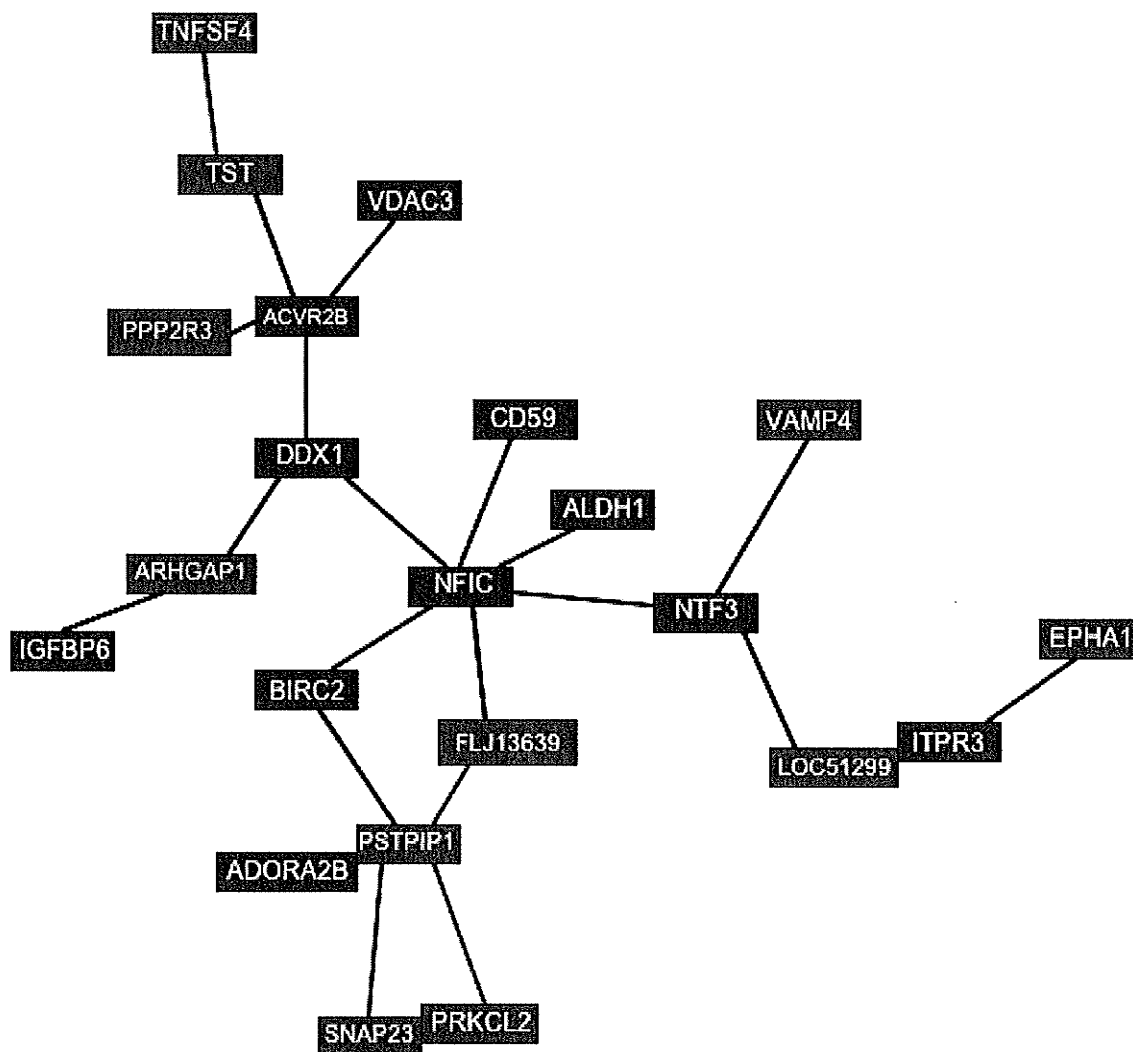 TNFSF4
TST
VDAC3
ACVR2B
PPP2R3
CD59
VAMP4
DDX1
ALDH1
ARHGAP1
NFIC
NTF3
EPHA1
IGFBP6
BIRC2
FLJ13639
ITPR3
LOC51299
PSTPIP1
ADORA2B
PRKCL2
SNAP23